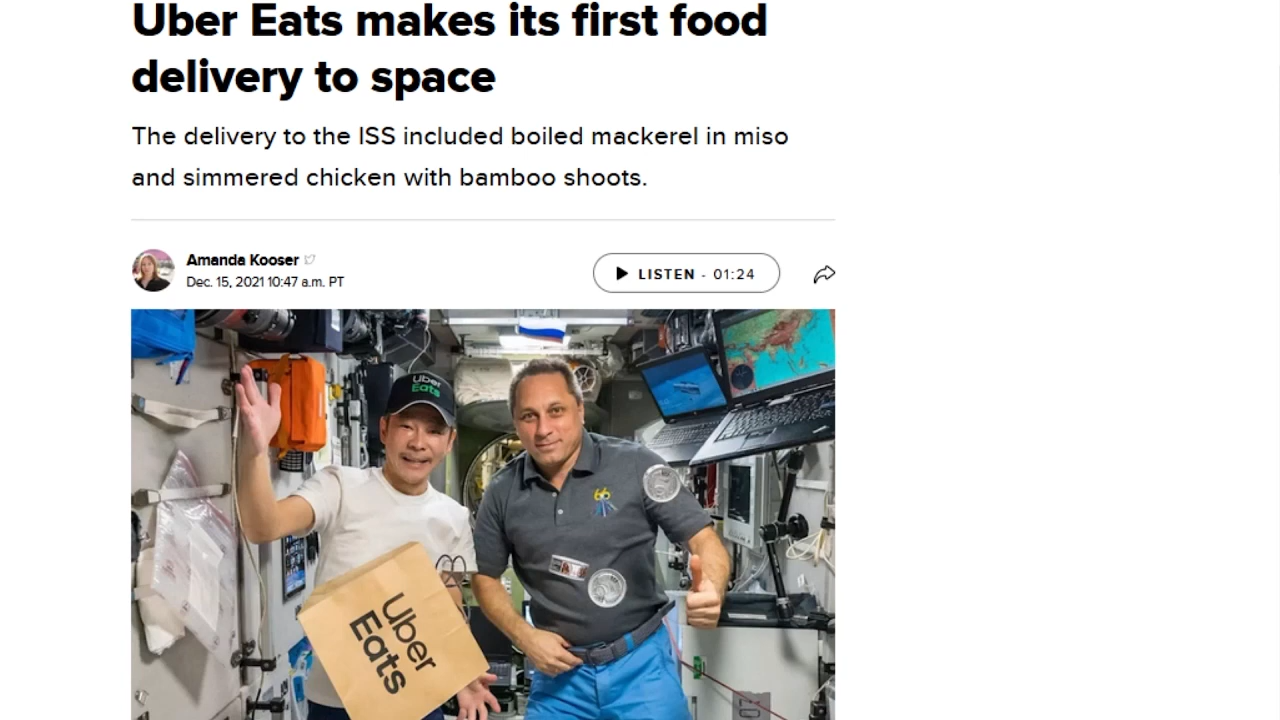 Uber Eats makes its first food
delivery to space
The delivery to the ISS included boiled mackerel in miso
and simmered chicken with bamboo shoots.
Amanda Kooser
Dec. 15, 2021 10:47 a.m. PT
LISTEN - 01:24
Uber
Eats
66
Uber
Eats